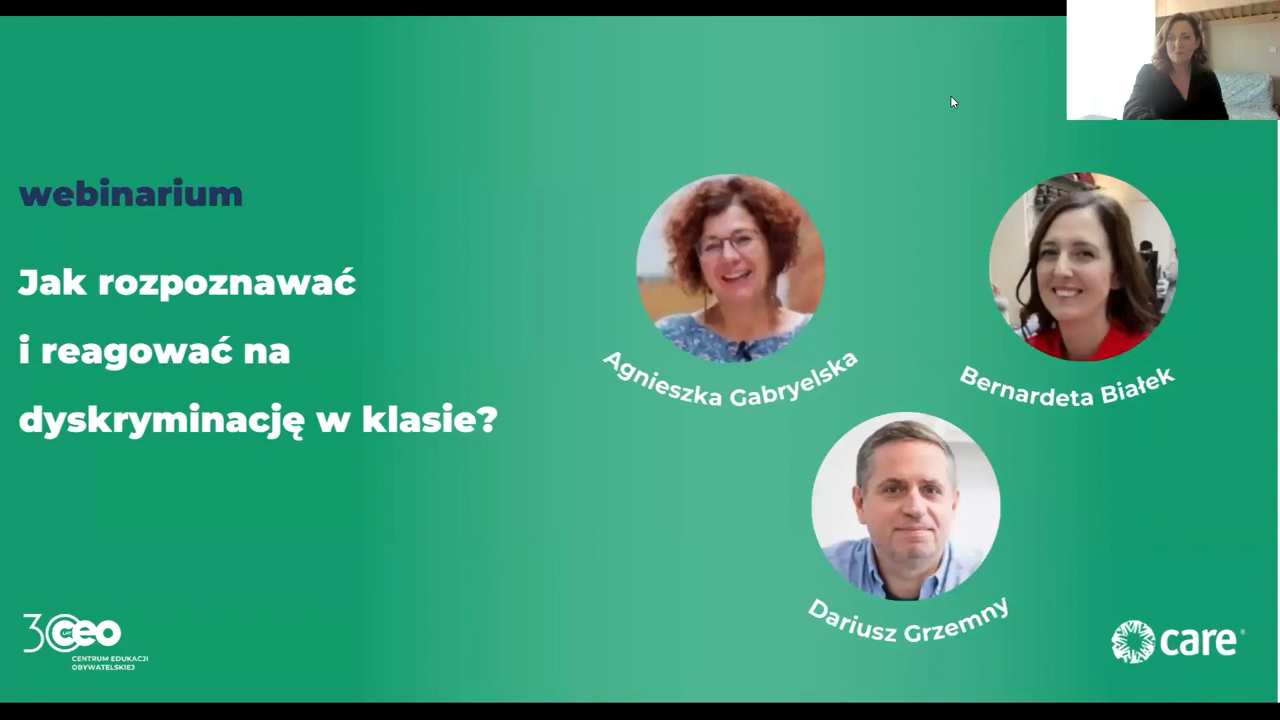 webinarium
Jak rozpoznawać
i reagować na
dyskryminację w klasie?
Agnieszka Gabryelska
Bernardeta Białek
Dariusz Grzemny
30 LAT ceo
CENTRUM EDUKACJI
OBYWATELSKIEJ
care®